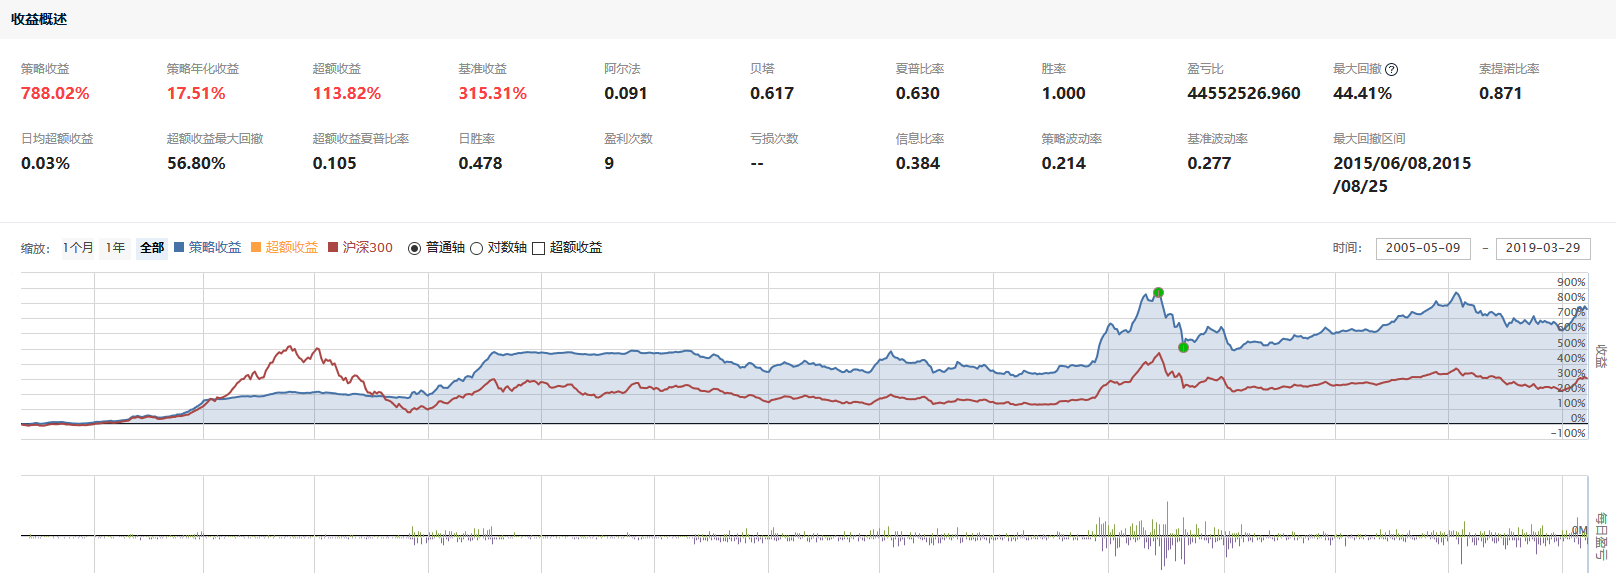 收益概述
策略收益 策略年化收益 超额收益 基准收益 阿尔法 贝塔 夏普比率 胜率 盈亏比 最大回撤 ? 索提诺比率
788.02% 17.51% 113.82% 315.31% 0.091 0.617 0.630 1.000 44552526.960 44.41% 0.871
日均超额收益 超额收益最大回撤 超额收益夏普比率 日胜率 盈利次数 亏损次数 信息比率 策略波动率 基准波动率 最大回撤区间
0.03% 56.80% 0.105 0.478 9 -- 0.384 0.214 0.277 2015/06/08,2015
/08/25
缩放: 1个月 1年 全部 策略收益 超额收益 沪深300 普通轴 对数轴 超额收益 时间: 2005-05-09 - 2019-03-29
900%
800%
700%
600%
500%
400%
300%
200%
100%
0%
-100%
收益
0M
每日盈亏